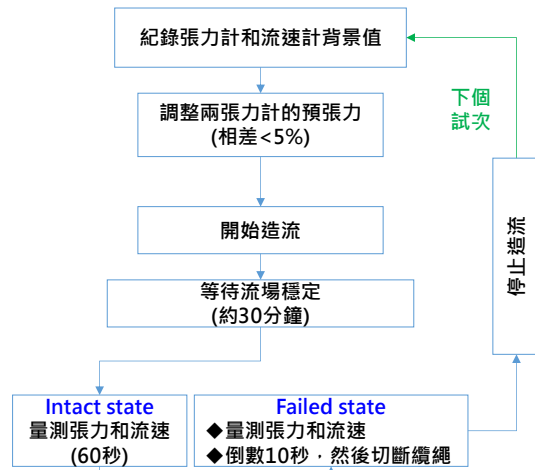 紀錄張力計和流速計背景值
調整兩張力計的預張力
(相差<5%)
下個
試次
開始造流
停止造流
等待流場穩定
(約30分鐘)
Intact state
量測張力和流速
(60秒)
Failed state
◆量測張力和流速
◆倒數10秒，然後切斷纜繩